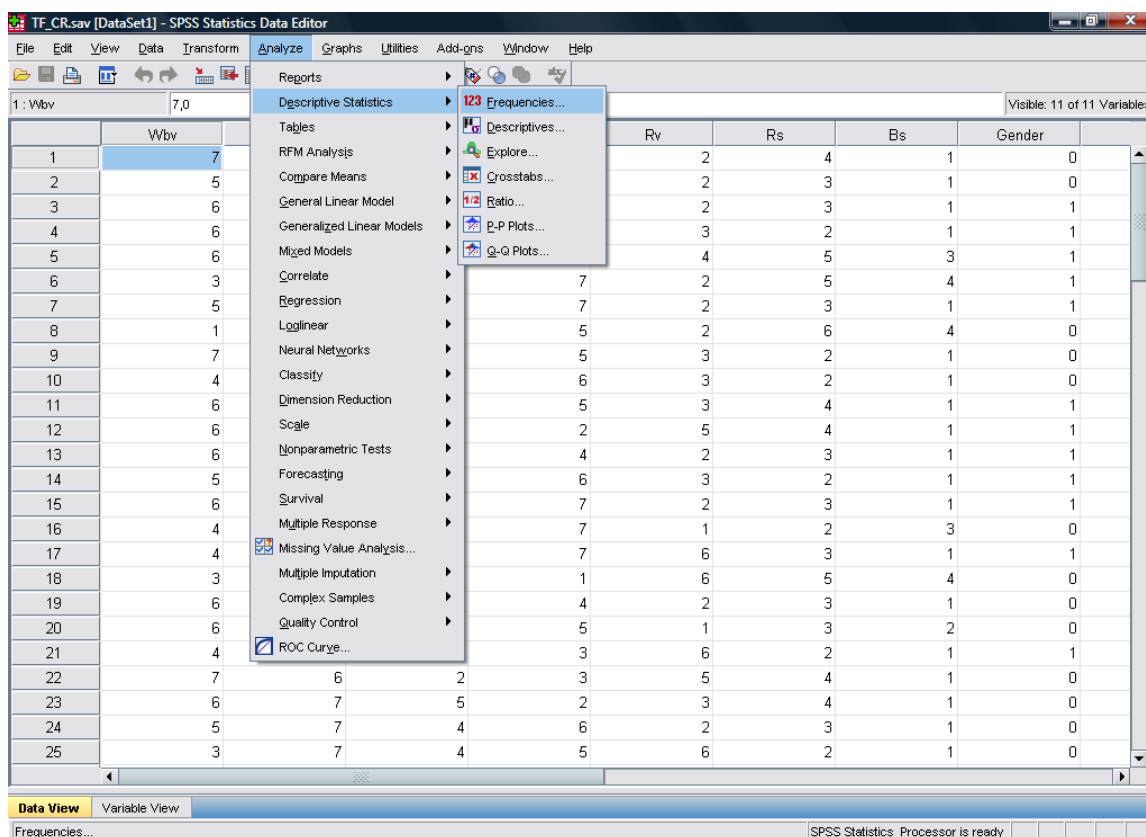 TF_CR.sav [DataSet1] - SPSS Statistics Data Editor
File Edit View Data Transform Analyze Graphs Utilities Add-ons Window Help
1 : Wbv 7,0 Visible: 11 of 11 Variable
Reports
Descriptive Statistics
Tables
RFM Analysis
Compare Means
General Linear Model
Generalized Linear Models
Mixed Models
Correlate
Regression
Loglinear
Neural Networks
Classify
Dimension Reduction
Scale
Nonparametric Tests
Forecasting
Survival
Multiple Response
Missing Value Analysis...
Multiple Imputation
Complex Samples
Quality Control
ROC Curve...
123 Frequencies...
Descriptives...
Explore...
Crosstabs...
1/2 Ratio...
P-P Plots...
Q-Q Plots...
Wbv Rv Rs Bs Gender
1 7 2 4 1 0
2 5 2 3 1 0
3 6 2 3 1 1
4 6 3 2 1 1
5 6 4 5 3 1
6 3 7 2 5 4 1
7 5 7 2 3 1 1
8 1 5 2 6 4 0
9 7 5 3 2 1 0
10 4 6 3 2 1 0
11 6 5 3 4 1 1
12 6 2 5 4 1 1
13 6 4 2 3 1 1
14 5 6 3 2 1 1
15 6 7 2 3 1 1
16 4 7 1 2 3 0
17 4 7 6 3 1 1
18 3 1 6 5 4 0
19 6 4 2 3 1 0
20 6 5 1 3 2 0
21 4 3 6 2 1 1
22 7 6 2 3 5 4 1 0
23 6 7 5 2 3 4 1 0
24 5 7 4 6 2 3 1 0
25 3 7 4 5 6 2 1 0
Data View Variable View
Frequencies... SPSS Statistics Processor is ready